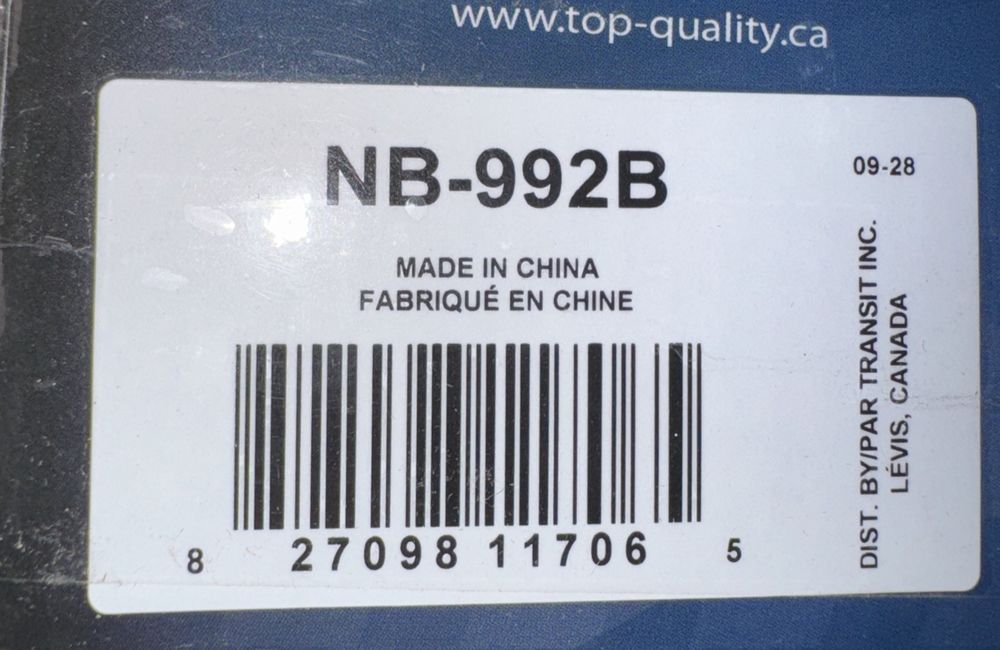 www.top-quality.ca
NB-992B
09-28
MADE IN CHINA
FABRIQUÉ EN CHINE
8 27098 11706 5
DIST. BY/PAR TRANSIT INC.
LÉVIS, CANADA